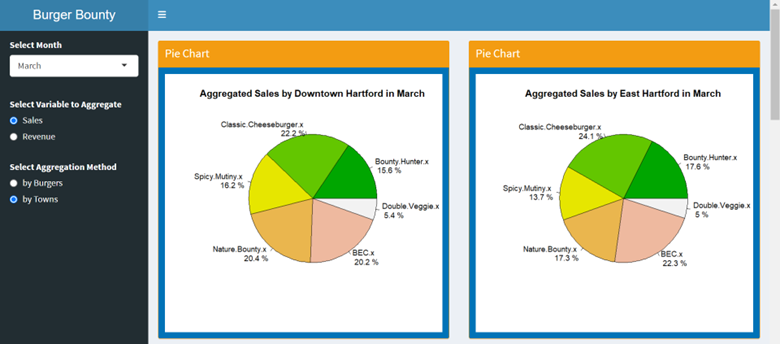 Burger Bounty
Select Month
March
Select Variable to Aggregate
Sales
Revenue
Select Aggregation Method
by Burgers
by Towns
Pie Chart
Aggregated Sales by Downtown Hartford in March
Classic.Cheeseburger.x
22.2 %
Bounty.Hunter.x
15.6 %
Spicy.Mutiny.x
16.2 %
Double.Veggie.x
5.4 %
Nature.Bounty.x
20.4 %
BEC.x
20.2 %
Pie Chart
Aggregated Sales by East Hartford in March
Classic.Cheeseburger.x
24.1 %
Bounty.Hunter.x
17.6 %
Spicy.Mutiny.x
13.7 %
Double.Veggie.x
5 %
Nature.Bounty.x
17.3 %
BEC.x
22.3 %